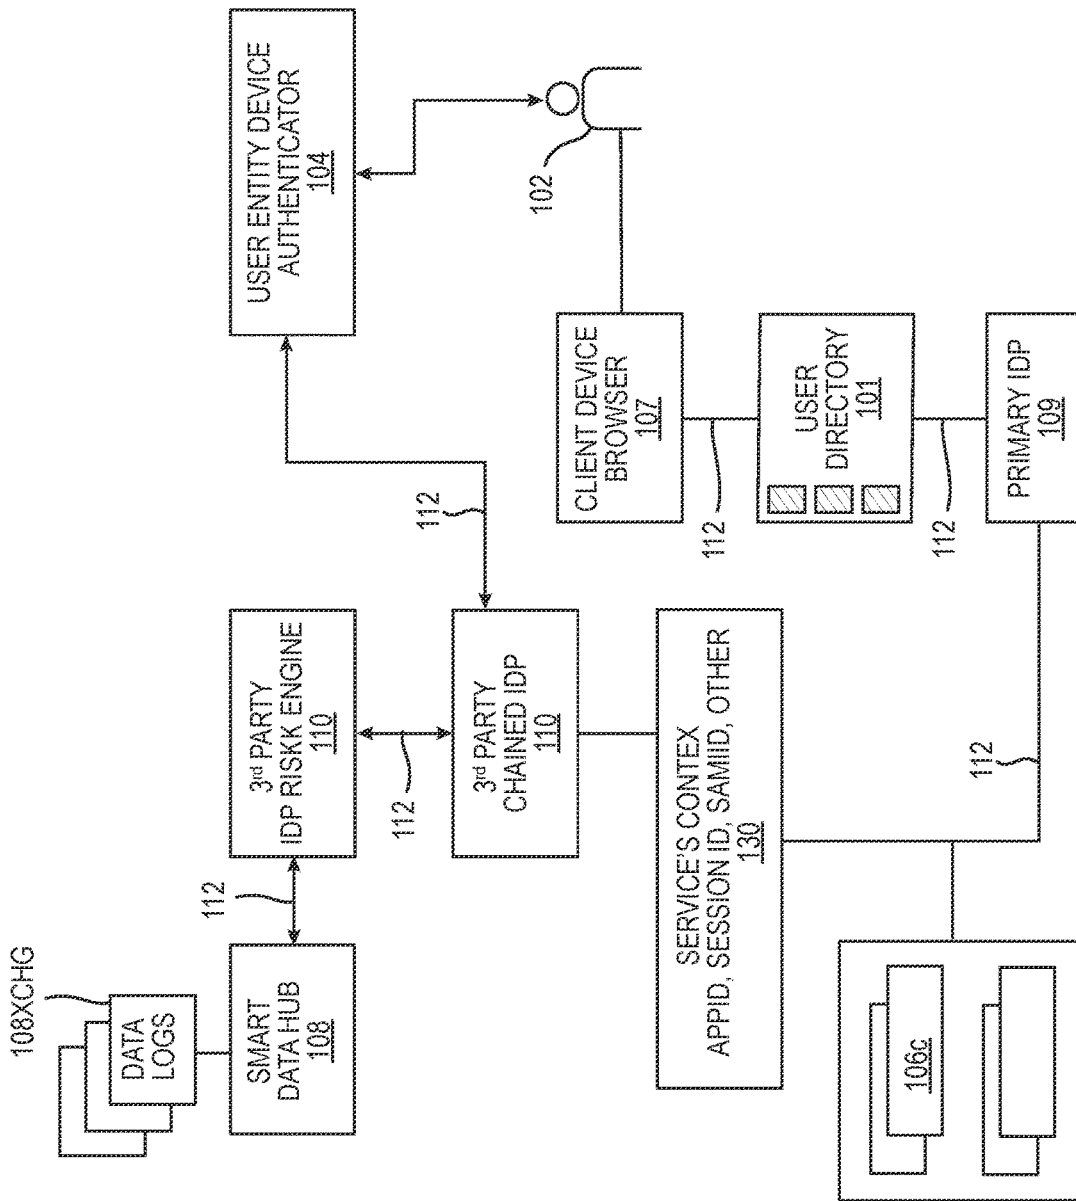 108XCHG
DATA
LOGS
SMART
DATA HUB
108
112
3rd PARTY
IDP RISKK ENGINE
110
112
3rd PARTY
CHAINED IDP
110
112
USER ENTITY DEVICE
AUTHENTICATOR
104
102
SERVICE'S CONTEX
APPID, SESSION ID, SAMIID, OTHER
130
CLIENT DEVICE
BROWSER
107
112
USER
DIRECTORY
101
112
PRIMARY IDP
109
112
106c